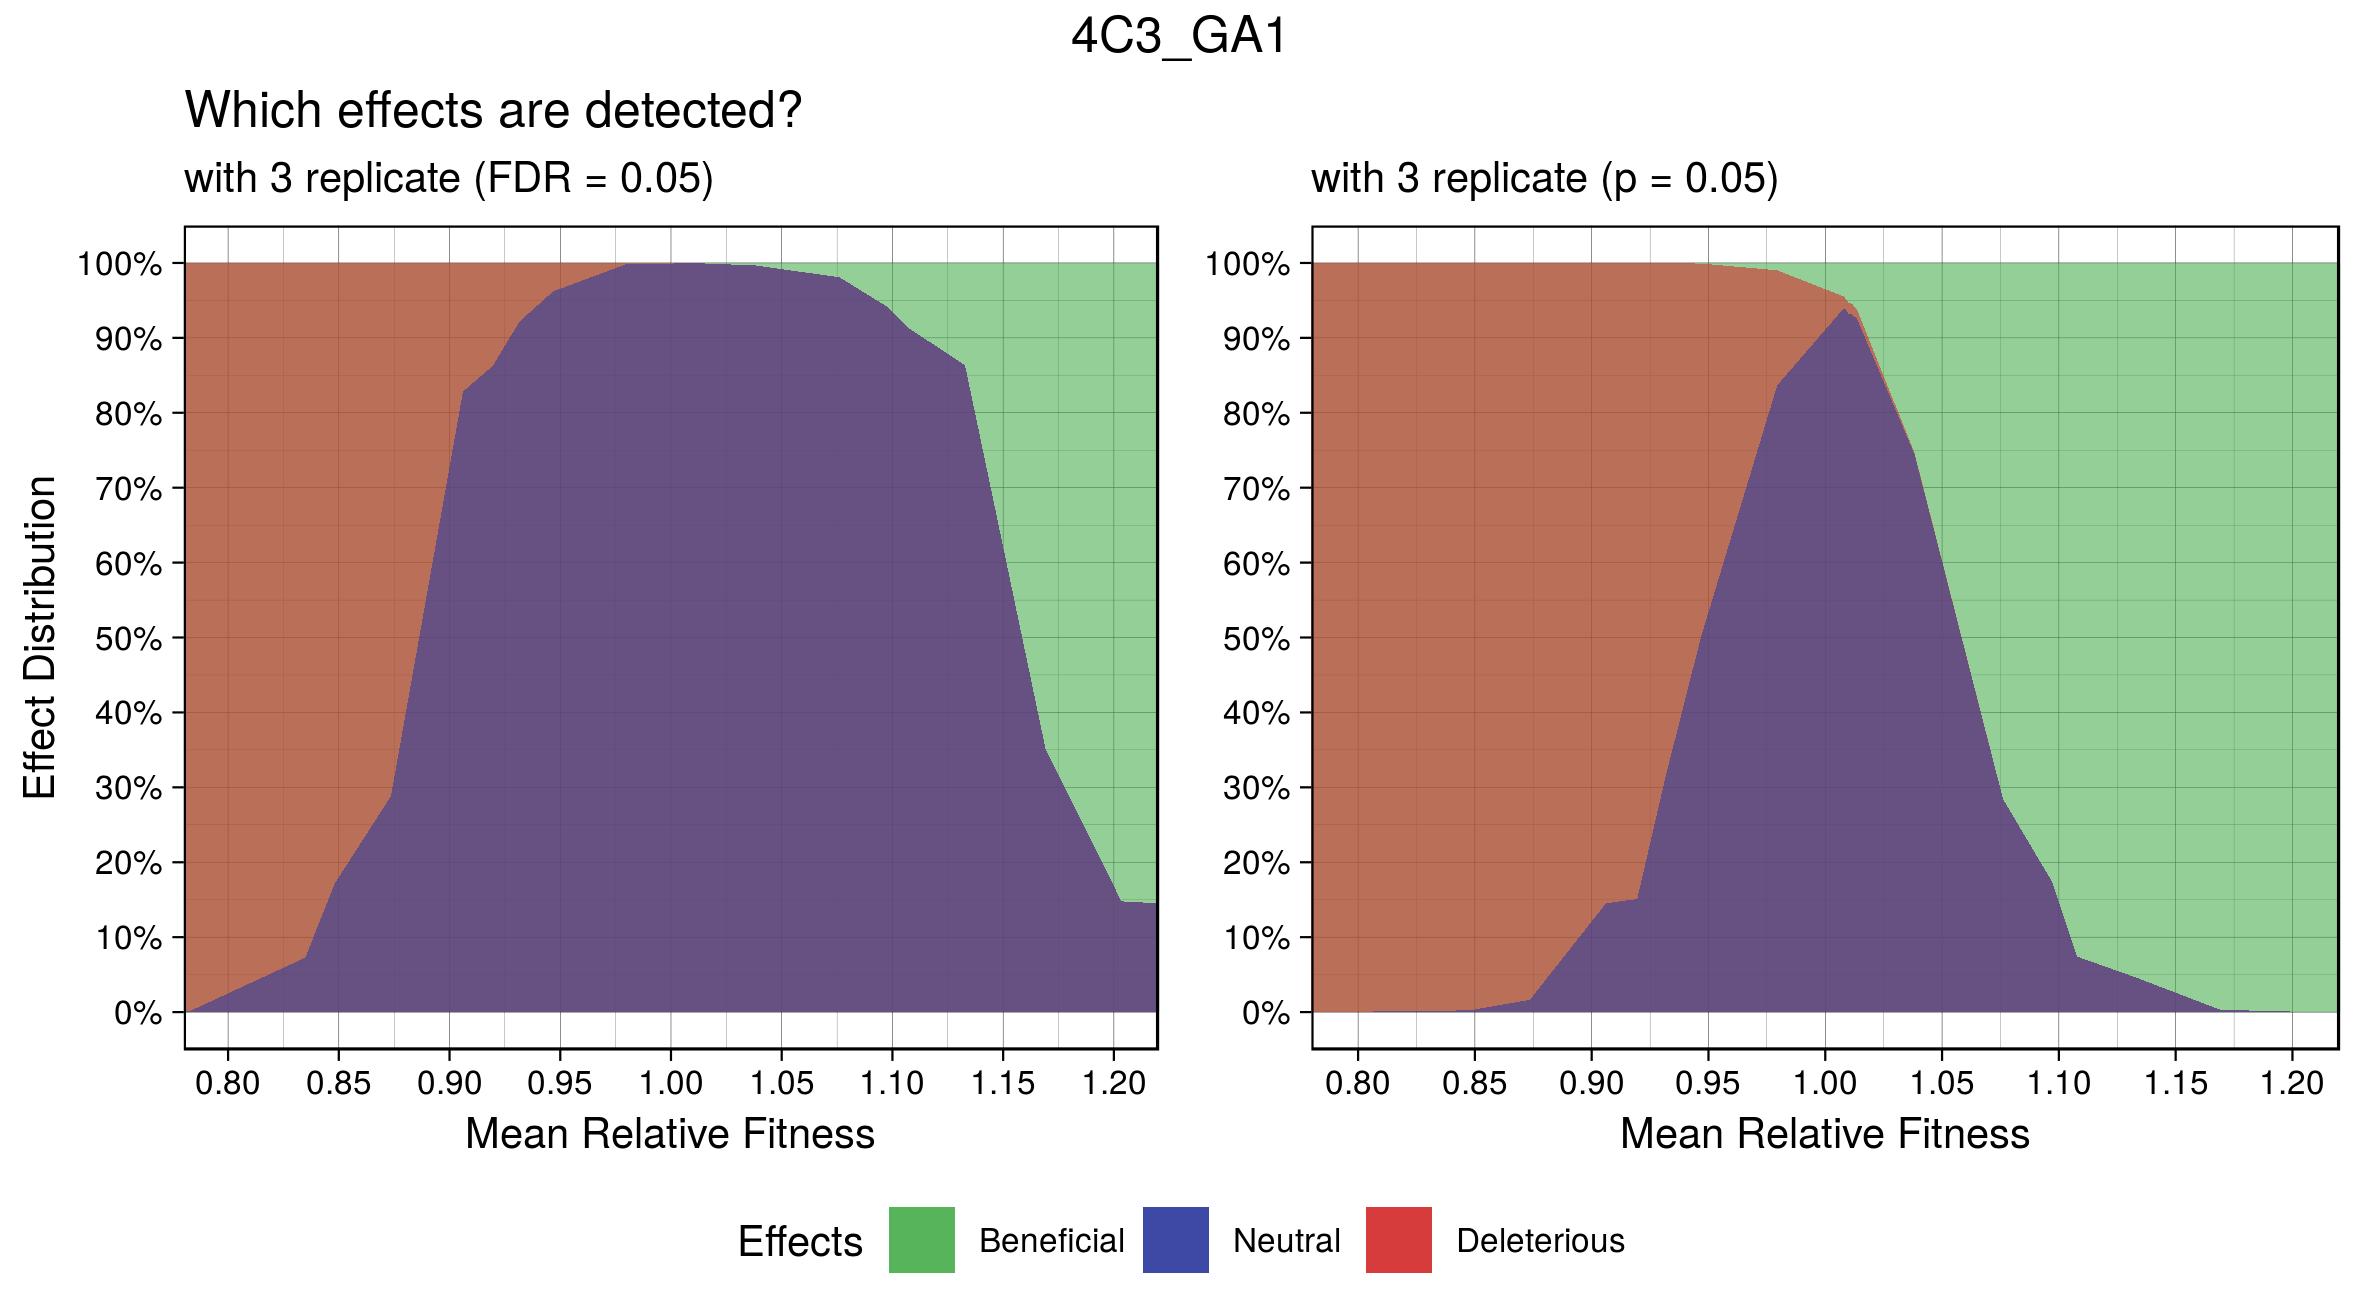 4C3_GA1
Which effects are detected?
with 3 replicate (FDR = 0.05)
with 3 replicate (p = 0.05)
Effect Distribution
100%
90%
80%
70%
60%
50%
40%
30%
20%
10%
0%
0.80 0.85 0.90 0.95 1.00 1.05 1.10 1.15 1.20
Mean Relative Fitness
100%
90%
80%
70%
60%
50%
40%
30%
20%
10%
0%
0.80 0.85 0.90 0.95 1.00 1.05 1.10 1.15 1.20
Mean Relative Fitness
Effects Beneficial Neutral Deleterious